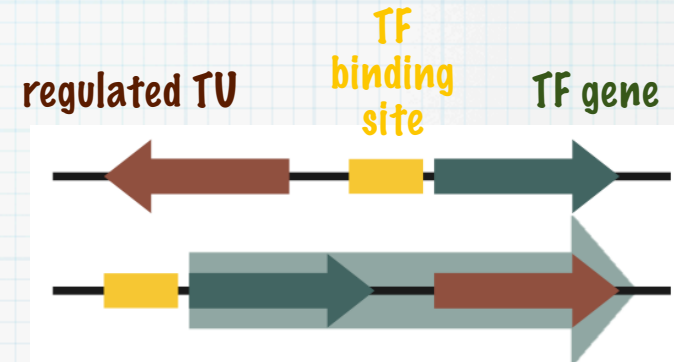 regulated TU
TF
binding
site
TF gene